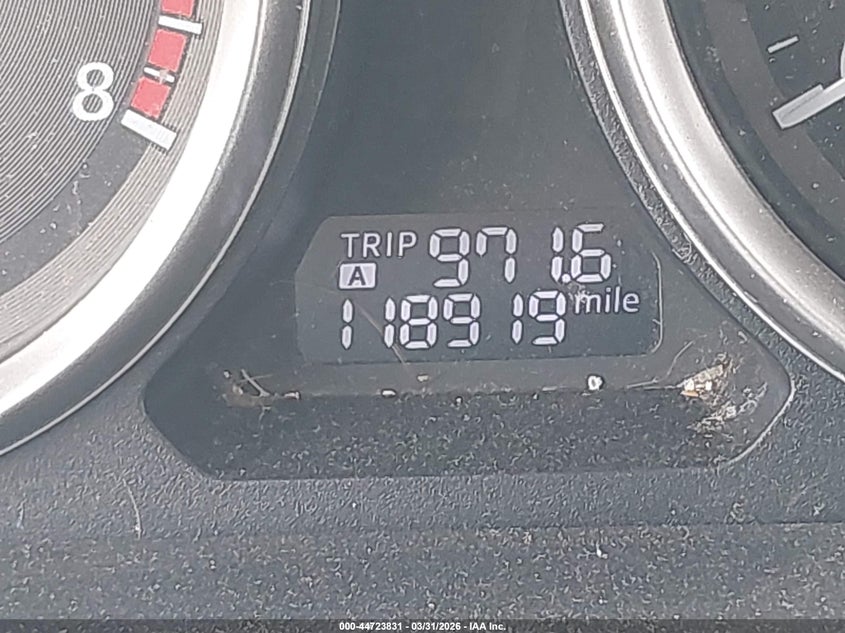 8
TRIP 971.6
A
118919 mile
000-44723831 - 03/31/2026 - IAA Inc.